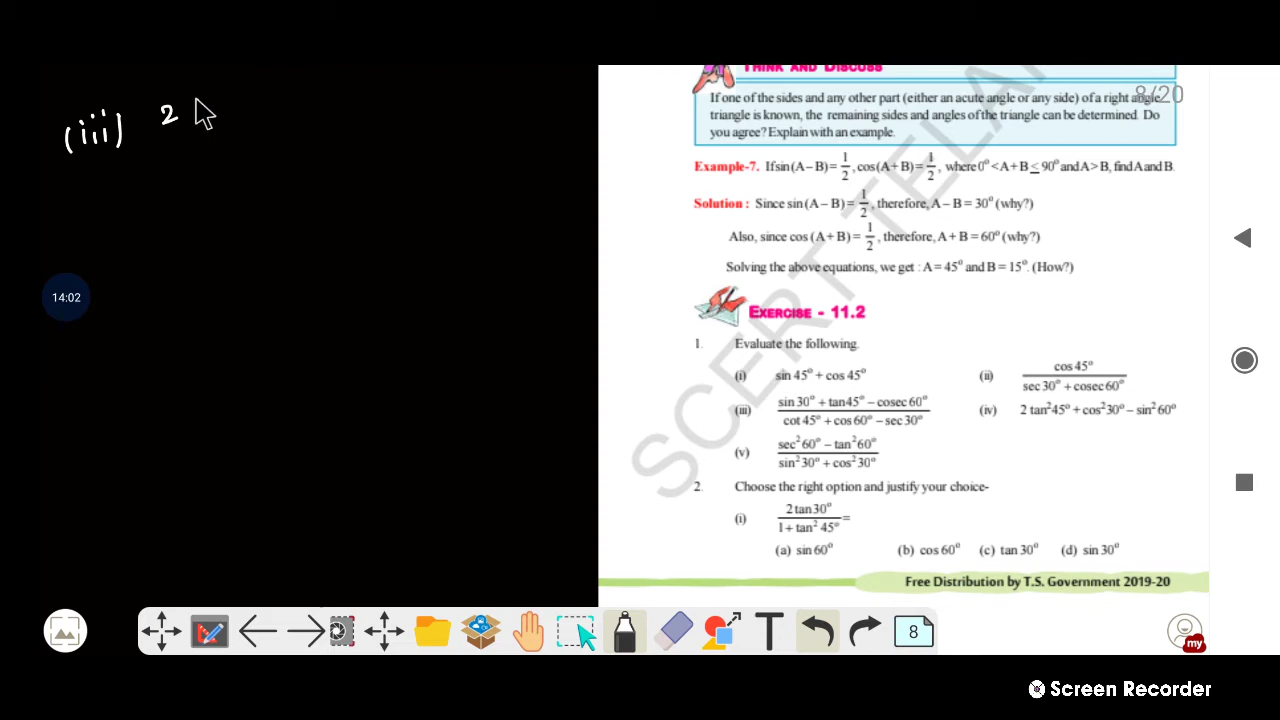 (iii) 2
14:02
THINK AND DISCUSS
8/20
If one of the sides and any other part (either an acute angle or any side) of a right angle
triangle is known, the remaining sides and angles of the triangle can be determined. Do
you agree? Explain with an example.
Example-7. If sin (A – B) = 1/2, cos (A + B) = 1/2, where 0° < A + B ≤ 90° and A > B, find A and B.
Solution : Since sin (A – B) = 1/2, therefore, A – B = 30° (why?)
Also, since cos (A + B) = 1/2, therefore, A + B = 60° (why?)
Solving the above equations, we get : A = 45° and B = 15°. (How?)
EXERCISE - 11.2
1. Evaluate the following.
(i) sin 45° + cos 45° (ii) cos 45° / (sec 30° + cosec 60°)
(iii) (sin 30° + tan 45° – cosec 60°) / (cot 45° + cos 60° – sec 30°) (iv) 2 tan²45° + cos²30° – sin²60°
(v) (sec²60° – tan²60°) / (sin²30° + cos²30°)
2. Choose the right option and justify your choice-
(i) 2 tan 30° / (1 + tan² 45°) =
(a) sin 60° (b) cos 60° (c) tan 30° (d) sin 30°
Free Distribution by T.S. Government 2019-20
SCERT TELAN
T
8
my
Screen Recorder